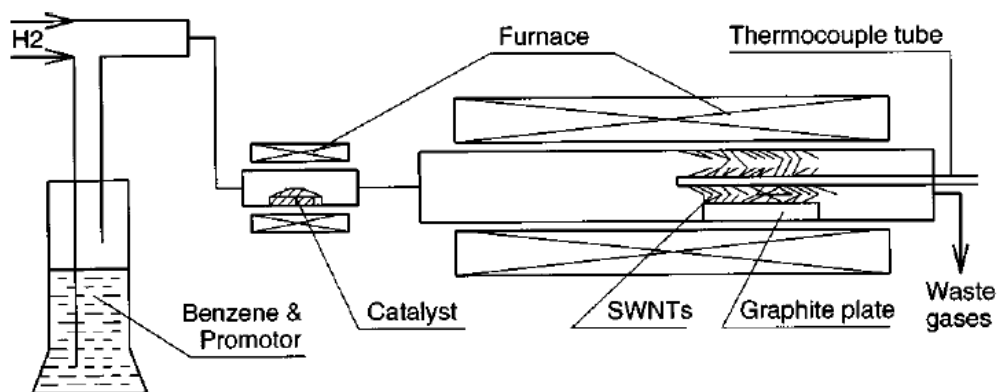 H2
Furnace
Thermocouple tube
Benzene &
Promotor
Catalyst
SWNTs
Graphite plate
Waste
gases